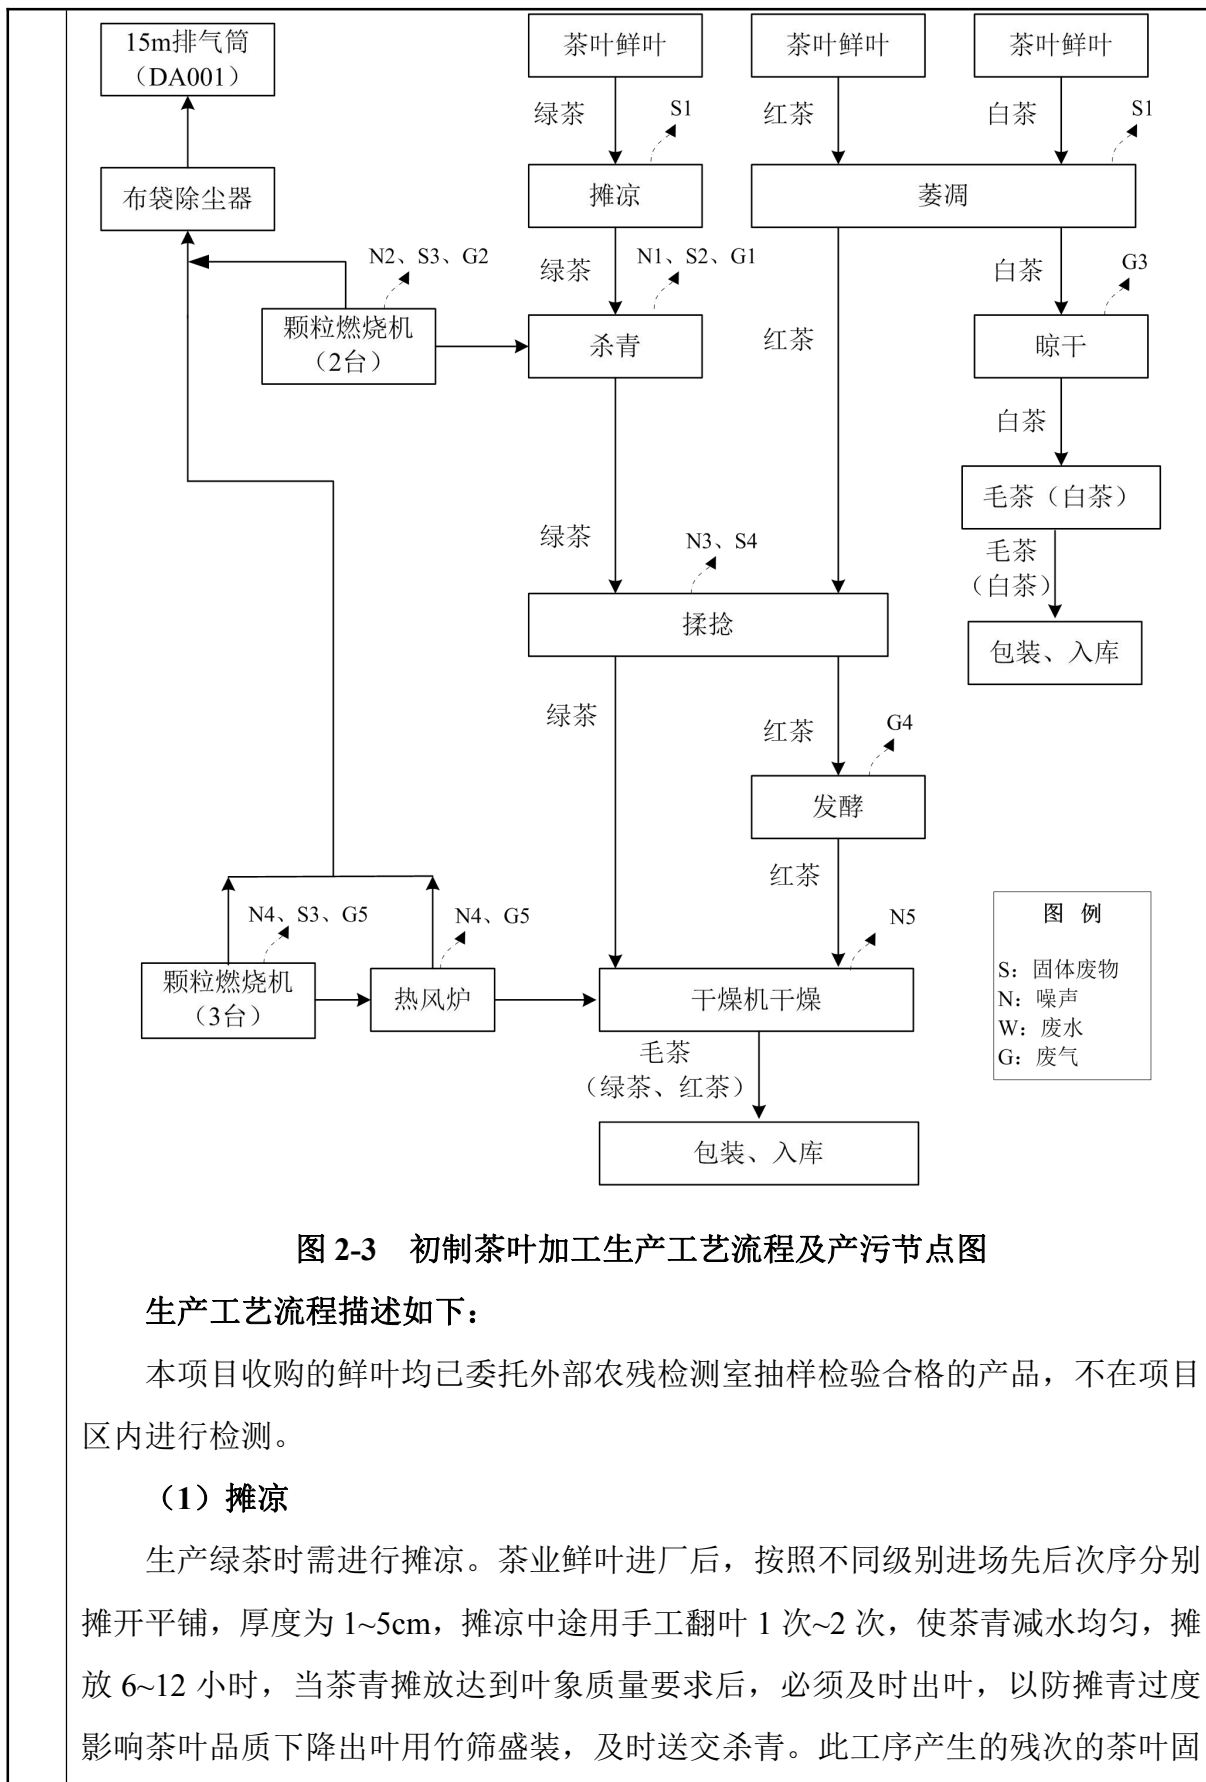 15m排气筒
（DA001）
茶叶鲜叶
茶叶鲜叶
茶叶鲜叶
绿茶
S1
红茶
白茶
S1
布袋除尘器
摊凉
萎凋
N2、S3、G2
绿茶
N1、S2、G1
白茶
G3
颗粒燃烧机
（2台）
杀青
红茶
晾干
白茶
毛茶（白茶）
绿茶
N3、S4
毛茶
（白茶）
揉捻
包装、入库
绿茶
红茶
G4
发酵
红茶
N4、S3、G5
N4、G5
N5
颗粒燃烧机
（3台）
热风炉
干燥机干燥
图 例
S：固体废物
N：噪声
W：废水
G：废气
毛茶
（绿茶、红茶）
包装、入库
图 2-3 初制茶叶加工生产工艺流程及产污节点图
生产工艺流程描述如下：
本项目收购的鲜叶均已委托外部农残检测室抽样检验合格的产品，不在项目
区内进行检测。
（1）摊凉
生产绿茶时需进行摊凉。茶业鲜叶进厂后，按照不同级别进场先后次序分别
摊开平铺，厚度为 1~5cm，摊凉中途用手工翻叶 1 次~2 次，使茶青减水均匀，摊
放 6~12 小时，当茶青摊放达到叶象质量要求后，必须及时出叶，以防摊青过度
影响茶叶品质下降出叶用竹筛盛装，及时送交杀青。此工序产生的残次的茶叶固